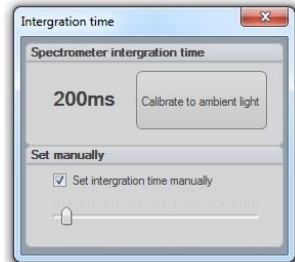 Intergration time
Spectrometer intergration time
200ms
Calibrate to ambient light
Set manually
Set intergration time manually